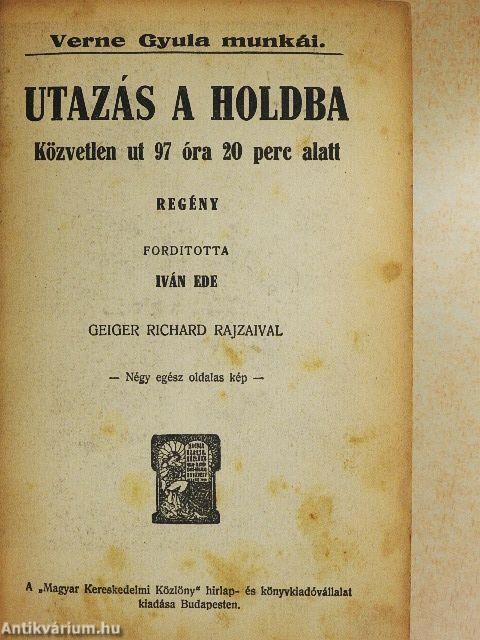 Verne Gyula munkái.
UTAZÁS A HOLDBA
Közvetlen ut 97 óra 20 perc alatt
REGÉNY
FORDITOTTA
IVÁN EDE
GEIGER RICHARD RAJZAIVAL
— Négy egész oldalas kép —
A „Magyar Kereskedelmi Közlöny" hirlap- és könyvkiadóvállalat
kiadása Budapesten.
Antikvárium.hu